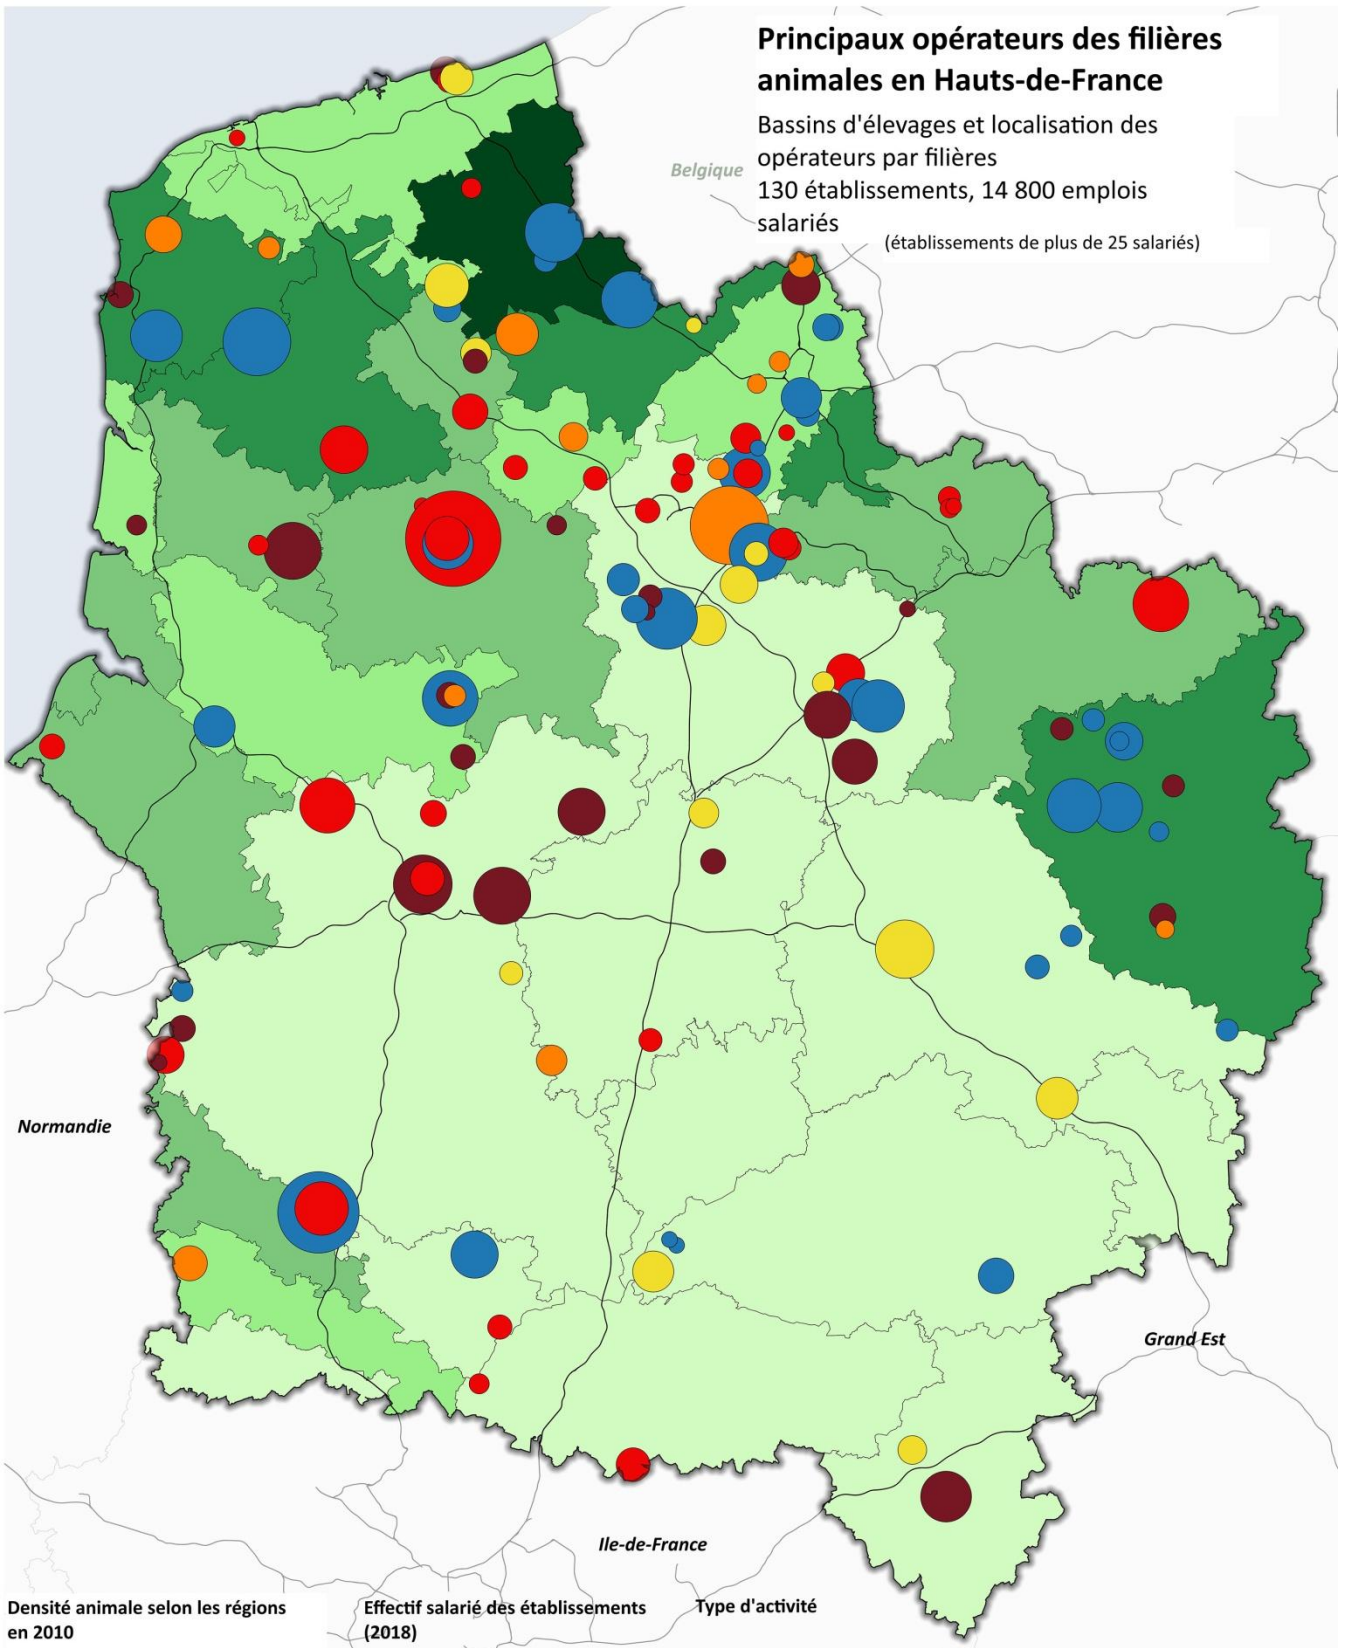 Principaux opérateurs des filières
animales en Hauts-de-France
Bassins d'élevages et localisation des
opérateurs par filières
130 établissements, 14 800 emplois
salariés
(établissements de plus de 25 salariés)
Belgique
Normandie
Grand Est
Ile-de-France
Densité animale selon les régions
en 2010
Effectif salarié des établissements
(2018)
Type d'activité